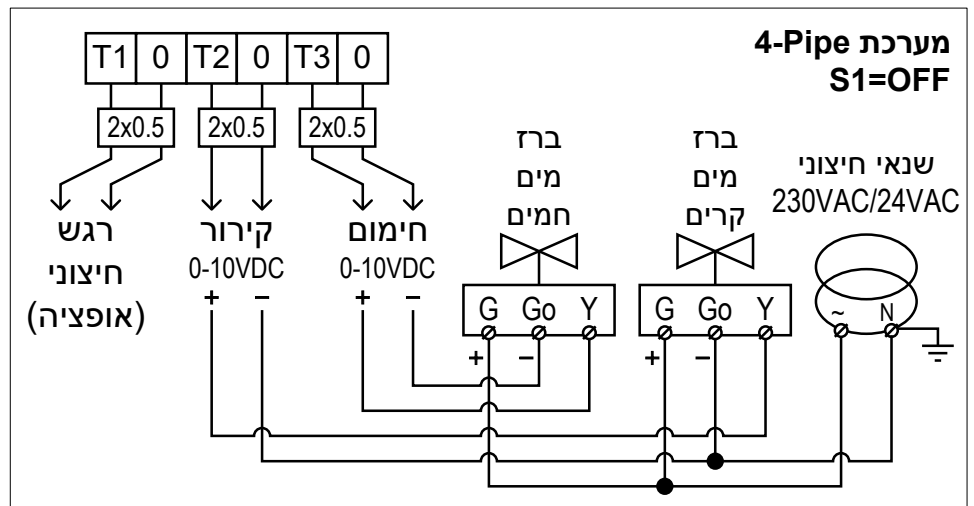 מערכת 4-Pipe
S1=OFF
T1 0 T2 0 T3 0
2x0.5 2x0.5 2x0.5
רגש
חיצוני
(אופציה)
קירור
0-10VDC
+ −
חימום
0-10VDC
+ −
ברז
מים
חמים
G Go Y
+ −
ברז
מים
קרים
G Go Y
+ −
שנאי חיצוני
230VAC/24VAC
~ N